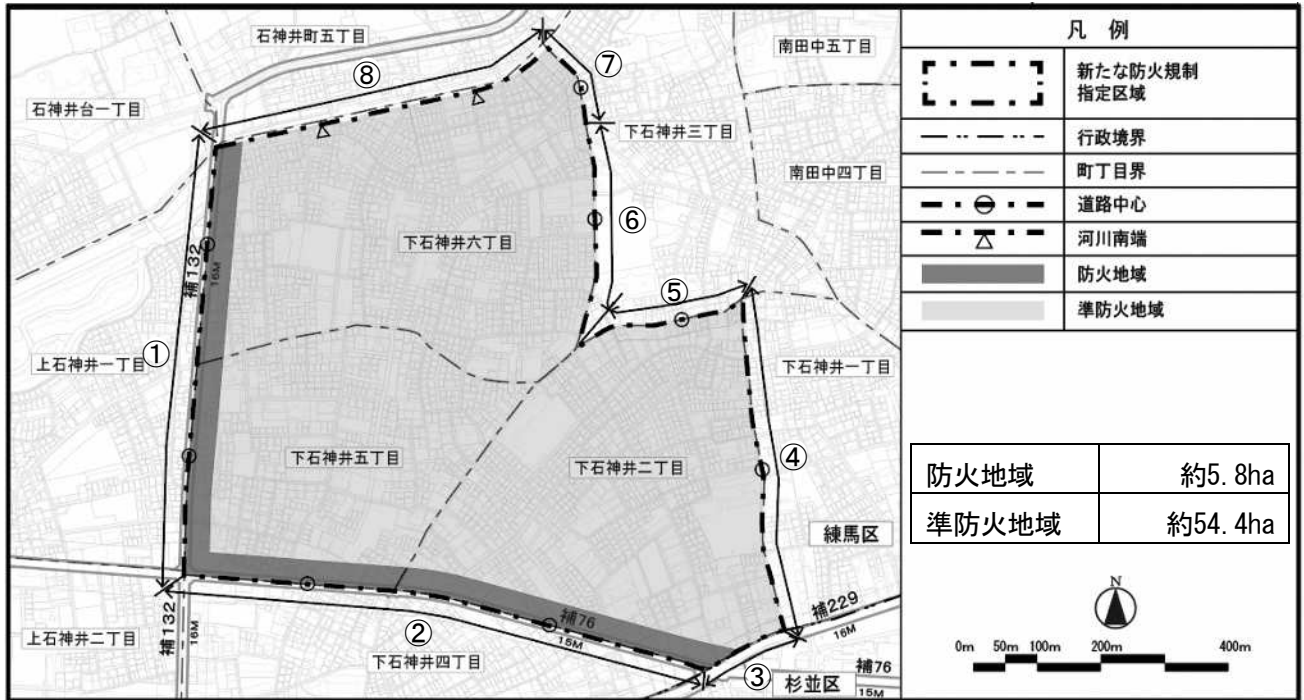 石神井町五丁目
⑧
⑦
南田中五丁目
石神井台一丁目
下石神井三丁目
南田中四丁目
⑥
下石神井六丁目
補132
16M
⑤
上石神井一丁目
①
下石神井一丁目
下石神井五丁目
下石神井二丁目
④
練馬区
補229
16M
補76
15M
補132
16M
上石神井二丁目
②
下石神井四丁目
③
杉並区
補76
15M
凡 例
新たな防火規制
指定区域
行政境界
町丁目界
道路中心
河川南端
防火地域
準防火地域
防火地域 約5.8ha
準防火地域 約54.4ha
N
0m 50m 100m 200m 400m